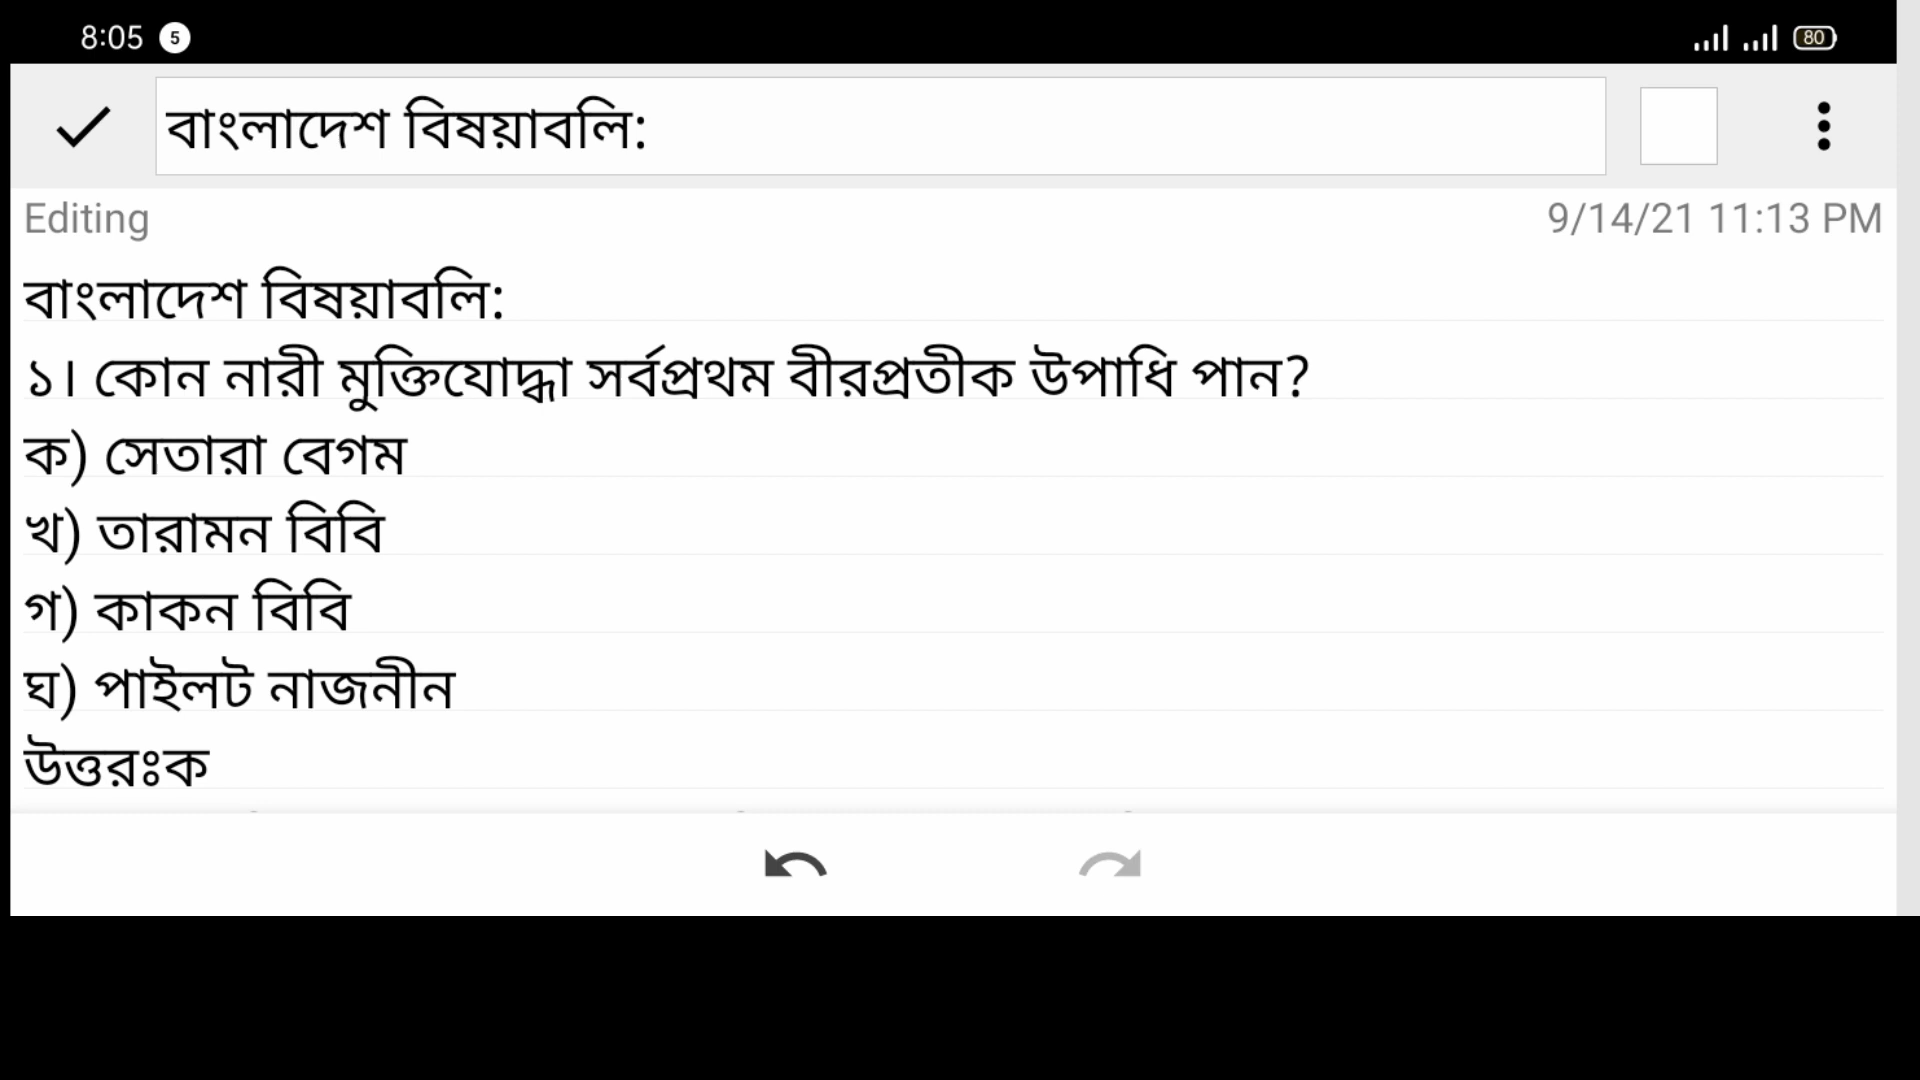 8:05 5 80
বাংলাদেশ বিষয়াবলি:
Editing 9/14/21 11:13 PM
বাংলাদেশ বিষয়াবলি:
১। কোন নারী মুক্তিযোদ্ধা সর্বপ্রথম বীরপ্রতীক উপাধি পান?
ক) সেতারা বেগম
খ) তারামন বিবি
গ) কাকন বিবি
ঘ) পাইলট নাজনীন
উত্তরঃক